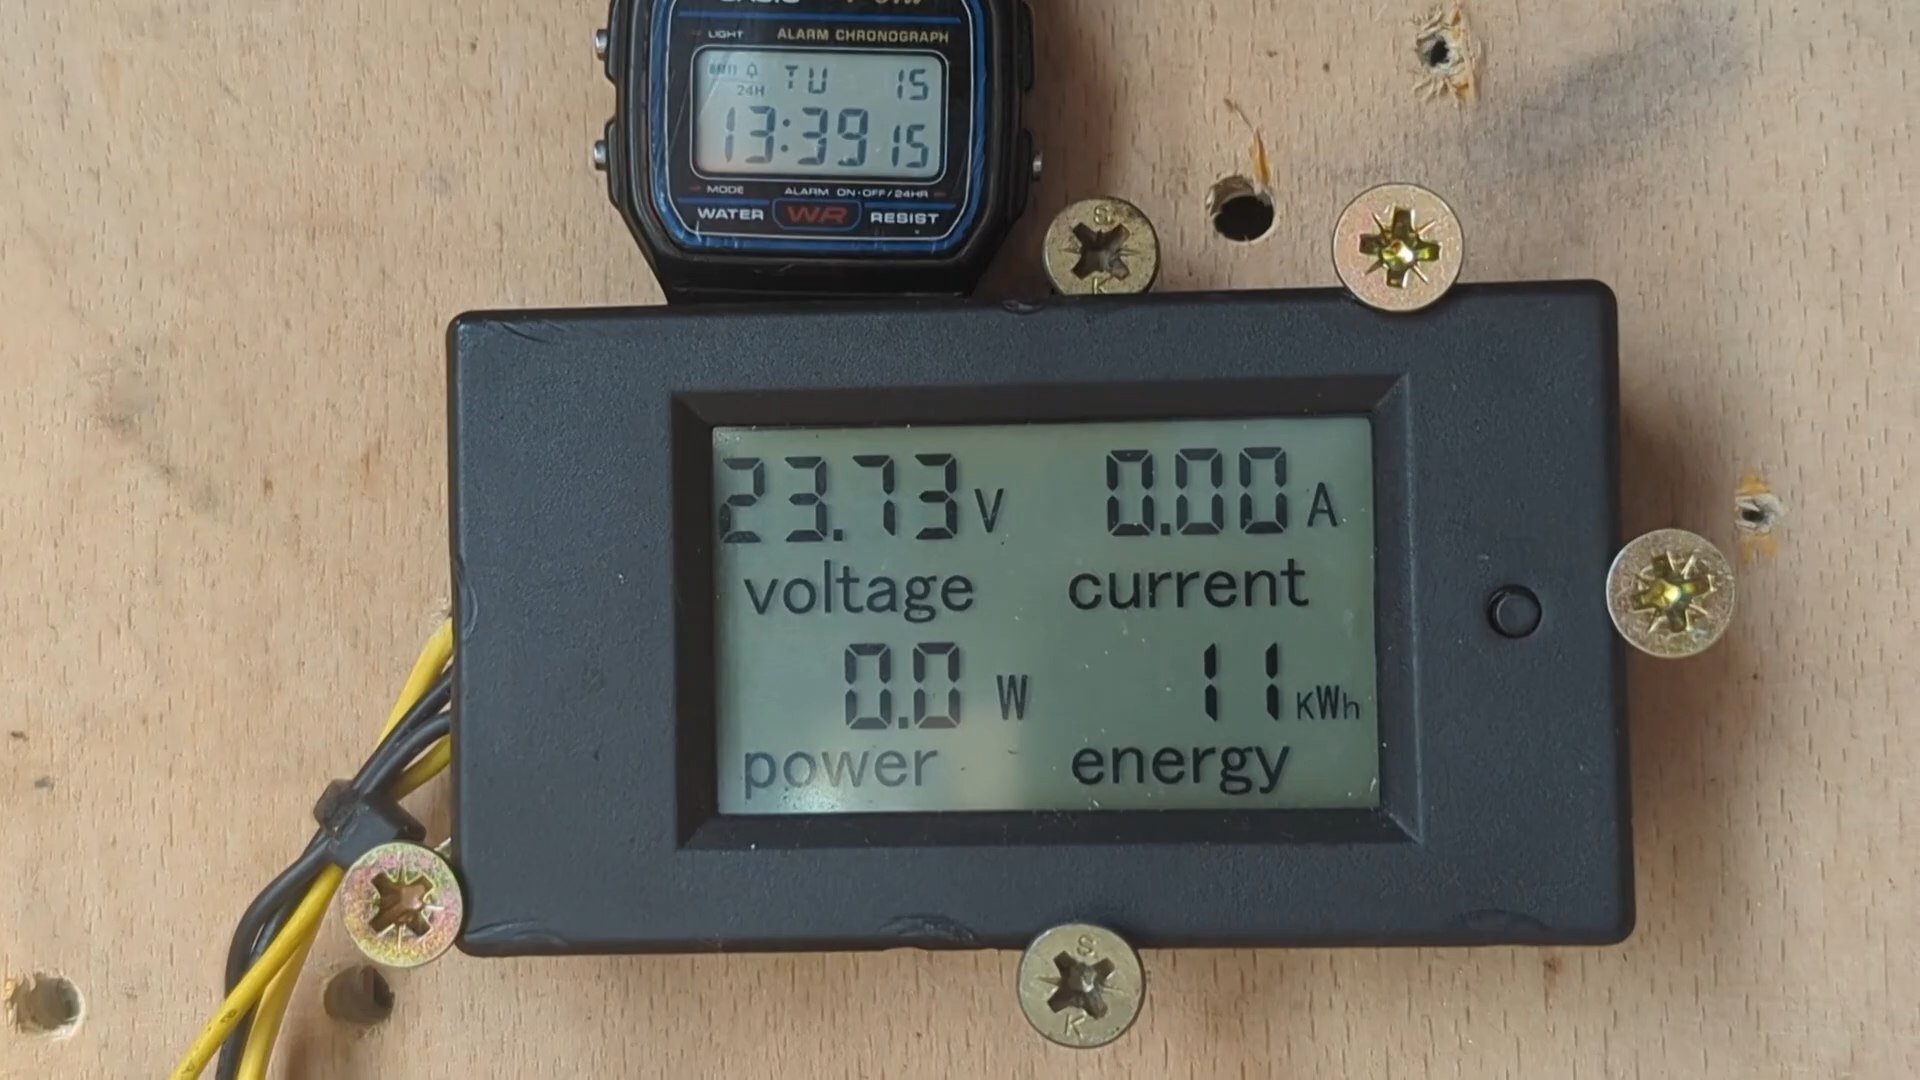 LIGHT ALARM CHRONOGRAPH
TU 15
24H
13:39 15
MODE ALARM ON·OFF/24HR
WATER WR RESIST
S
K
23.73 V 0.00 A
voltage current
0.0 W 11 KWh
power energy
S
K